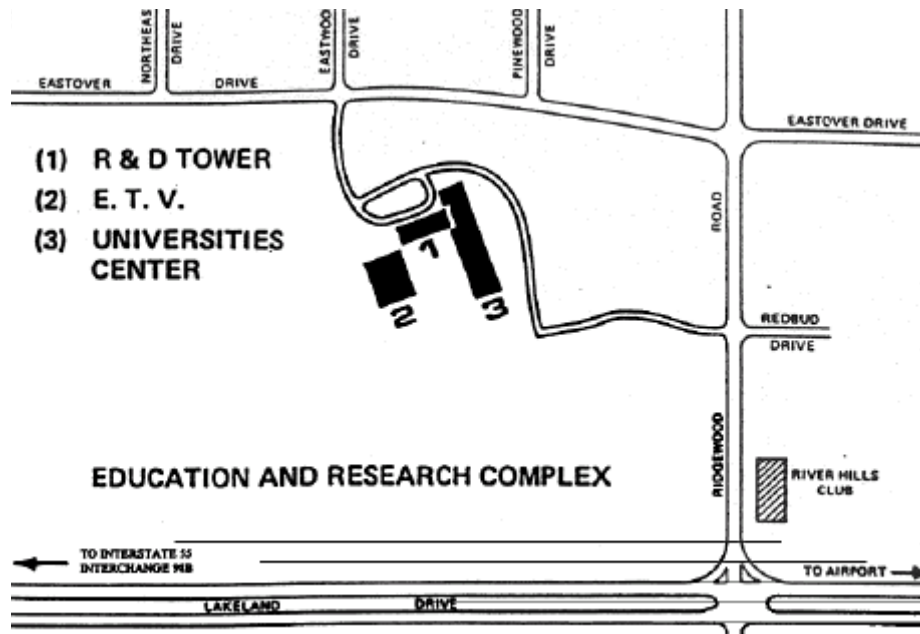 NORTHEAS
DRIVE
EASTWOOD
DRIVE
PINEWOOD
DRIVE
EASTOVER DRIVE
EASTOVER DRIVE
(1) R & D TOWER
(2) E. T. V.
(3) UNIVERSITIES
CENTER
ROAD
1
2
3
REDBUD
DRIVE
RIDGEWOOD
EDUCATION AND RESEARCH COMPLEX
RIVER HILLS
CLUB
TO INTERSTATE 55
INTERCHANGE 98B
TO AIRPORT
LAKELAND DRIVE